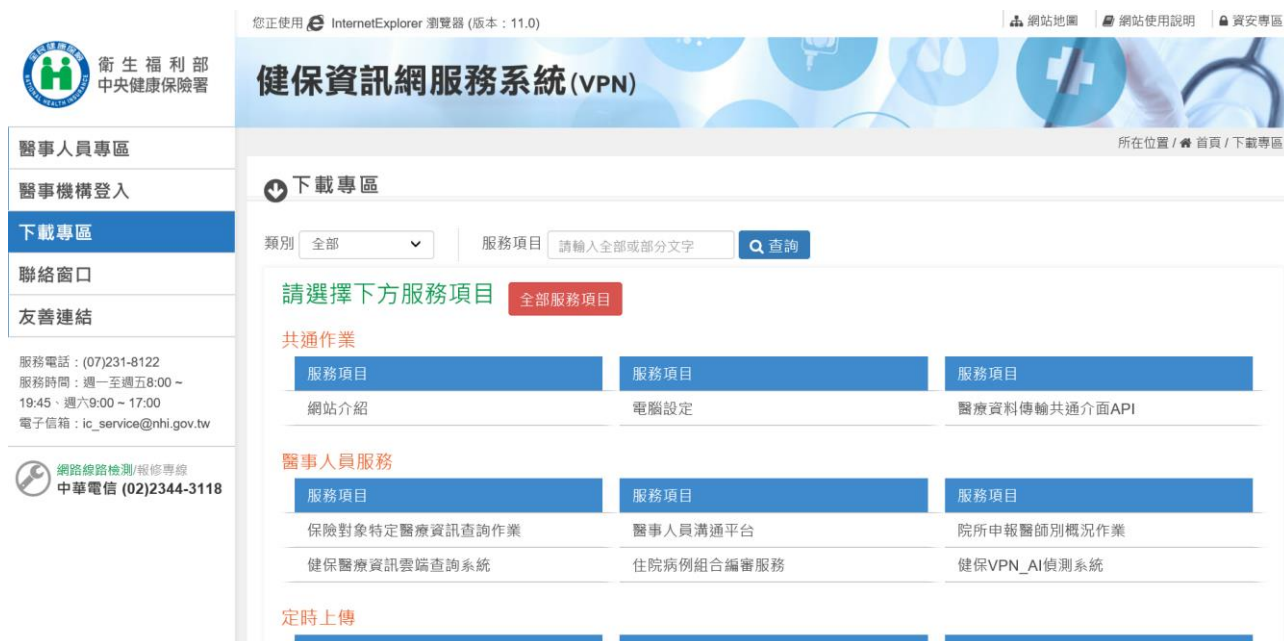 您正使用 InternetExplorer 瀏覽器 (版本：11.0)
網站地圖
網站使用說明
資安專區
全民健康保險
NATIONAL HEALTH INSURANCE
衛生福利部
中央健康保險署
健保資訊網服務系統(VPN)
所在位置 / 首頁 / 下載專區
醫事人員專區
醫事機構登入
下載專區
聯絡窗口
友善連結
服務電話：(07)231-8122
服務時間：週一至週五8:00 ~
19:45、週六9:00 ~ 17:00
電子信箱：ic_service@nhi.gov.tw
網路線路檢測/報修專線
中華電信 (02)2344-3118
下載專區
類別 全部
服務項目 請輸入全部或部分文字 查詢
請選擇下方服務項目 全部服務項目
共通作業
服務項目 服務項目 服務項目
網站介紹 電腦設定 醫療資料傳輸共通介面API
醫事人員服務
服務項目 服務項目 服務項目
保險對象特定醫療資訊查詢作業 醫事人員溝通平台 院所申報醫師別概況作業
健保醫療資訊雲端查詢系統 住院病例組合編審服務 健保VPN_AI偵測系統
定時上傳